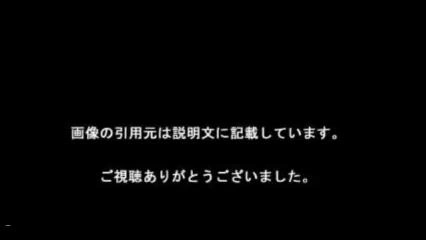 画像の引用元は説明文に記載しています。
ご視聴ありがとうございました。